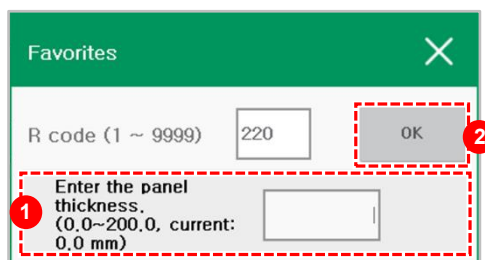 Favorites
R code (1 ~ 9999) 220 OK
2
Enter the panel
thickness.
(0.0~200.0, current:
0.0 mm)
1